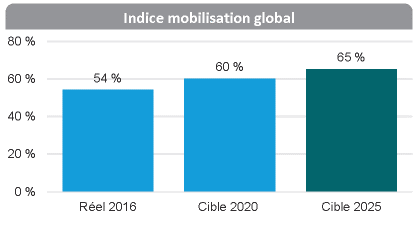 Indice mobilisation global
80 %
60 %
40 %
20 %
0 %
54 %
60 %
65 %
Réel 2016
Cible 2020
Cible 2025